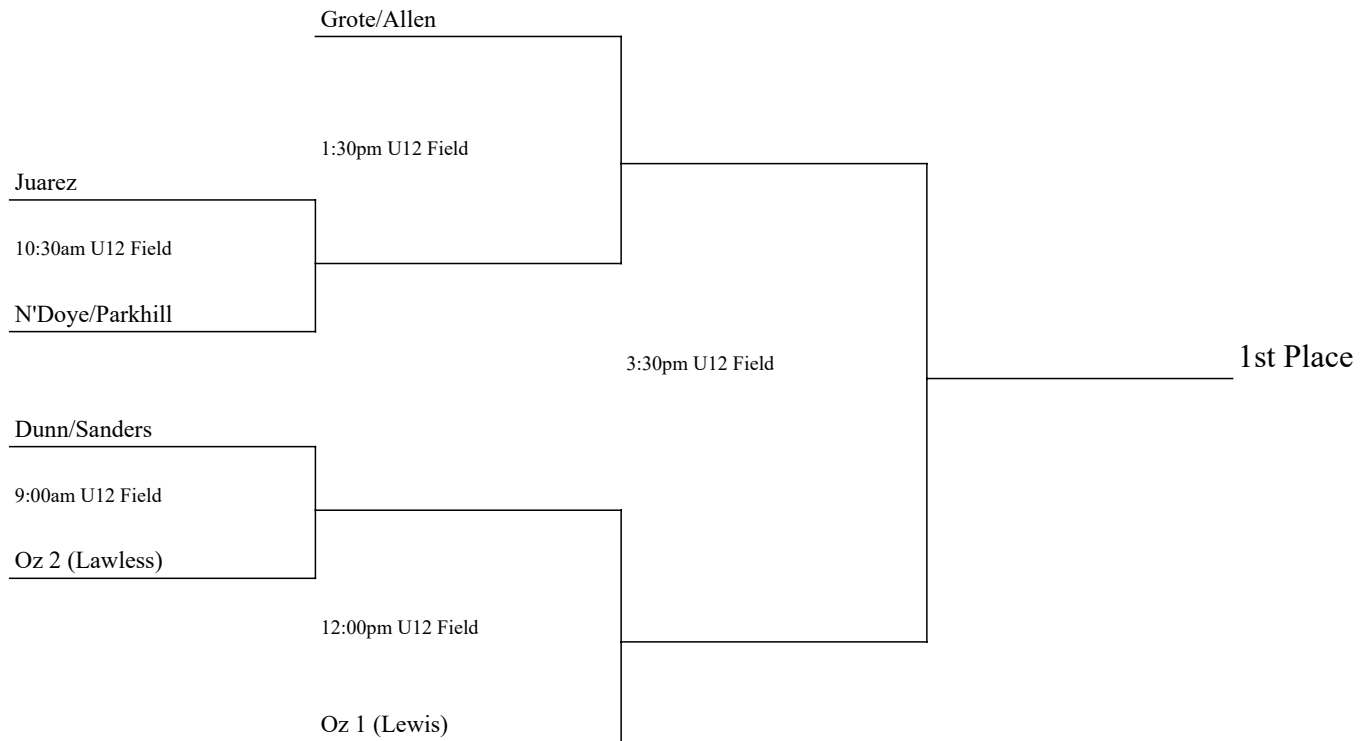 Grote/Allen
1:30pm U12 Field
Juarez
10:30am U12 Field
N'Doye/Parkhill
3:30pm U12 Field
1st Place
Dunn/Sanders
9:00am U12 Field
Oz 2 (Lawless)
12:00pm U12 Field
Oz 1 (Lewis)